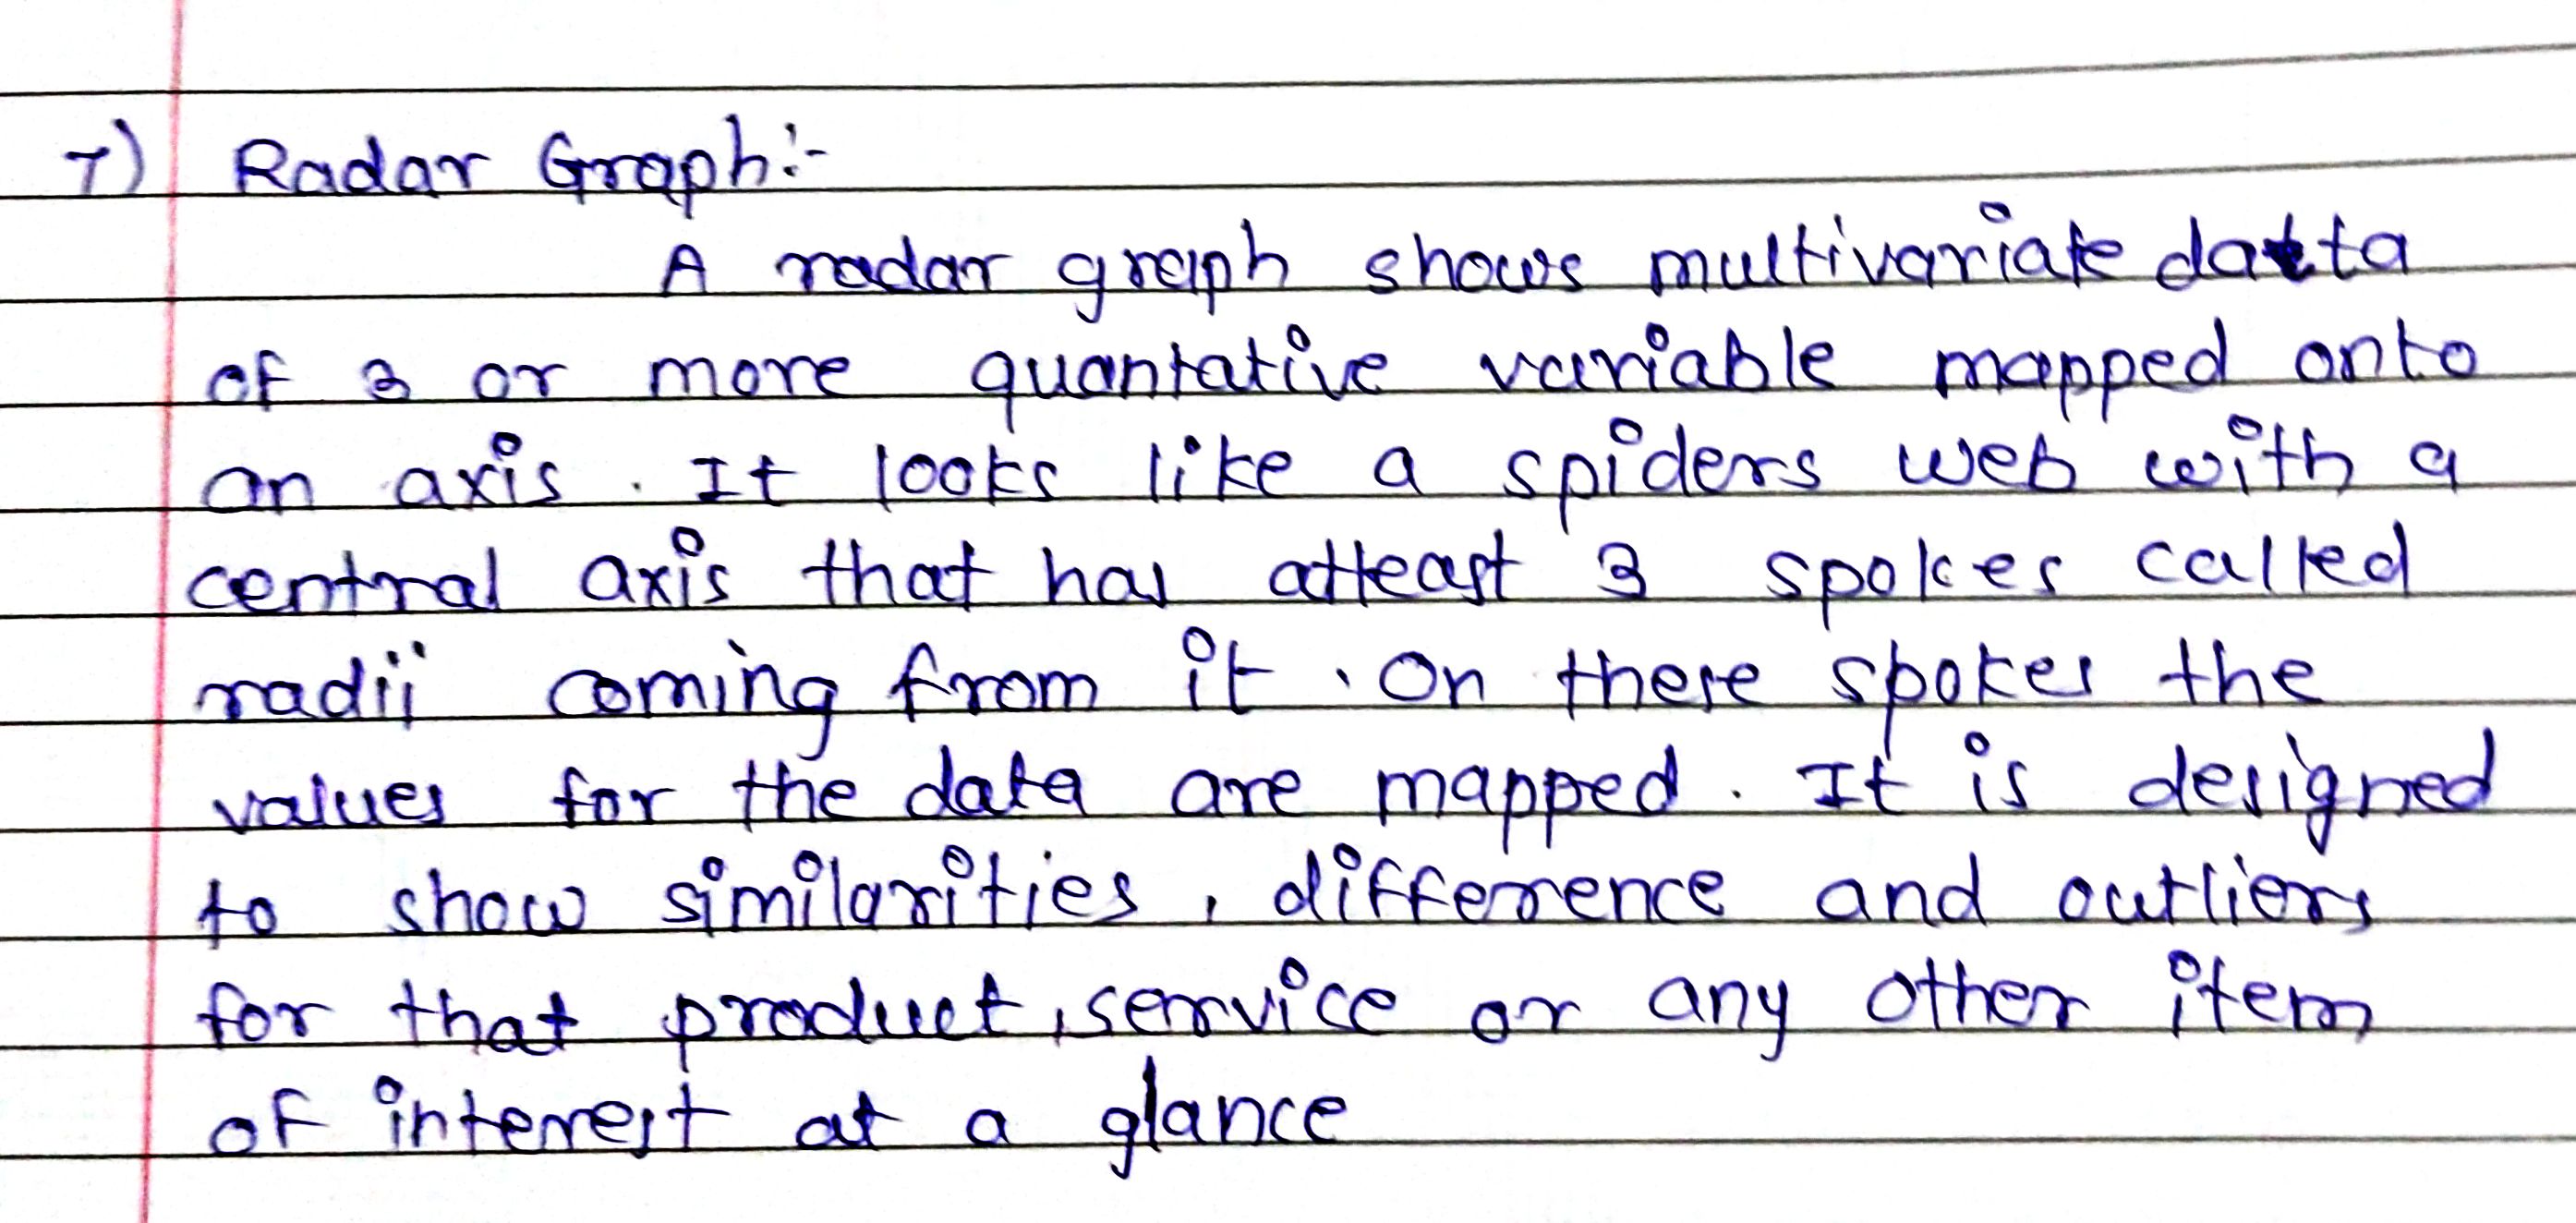 7) Radar Graph:-
A radar graph shows multivariate data
of 3 or more quantative variable mapped onto
an axis. It looks like a spiders web with a
central axis that has atleast 3 spokes called
radii coming from it. On these spokes the
values for the data are mapped. It is designed
to show similarities, difference and outliers
for that product, service or any other item
of interest at a glance